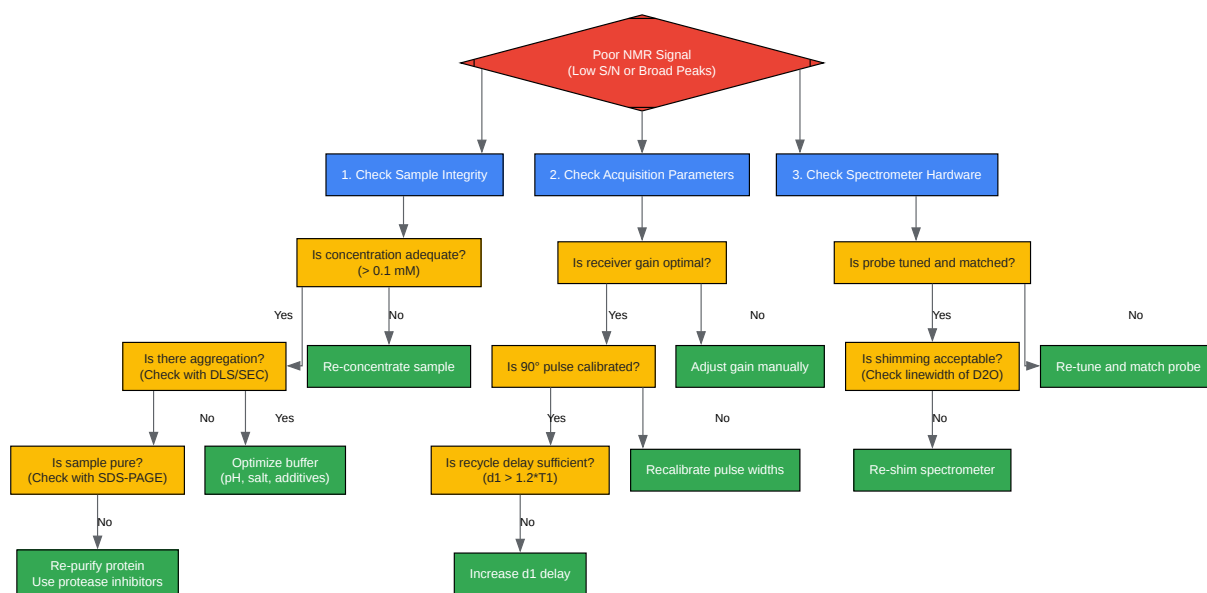 Poor NMR Signal
(Low S/N or Broad Peaks)
1. Check Sample Integrity
2. Check Acquisition Parameters
3. Check Spectrometer Hardware
Is concentration adequate?
(> 0.1 mM)
Is receiver gain optimal?
Is probe tuned and matched?
Yes
No
Yes
No
Yes
No
Is there aggregation?
(Check with DLS/SEC)
Re-concentrate sample
Is 90° pulse calibrated?
Adjust gain manually
Is shimming acceptable?
(Check linewidth of D2O)
Re-tune and match probe
No
Yes
Yes
No
No
Is sample pure?
(Check with SDS-PAGE)
Optimize buffer
(pH, salt, additives)
Is recycle delay sufficient?
(d1 > 1.2*T1)
Recalibrate pulse widths
Re-shim spectrometer
No
No
Re-purify protein
Use protease inhibitors
Increase d1 delay